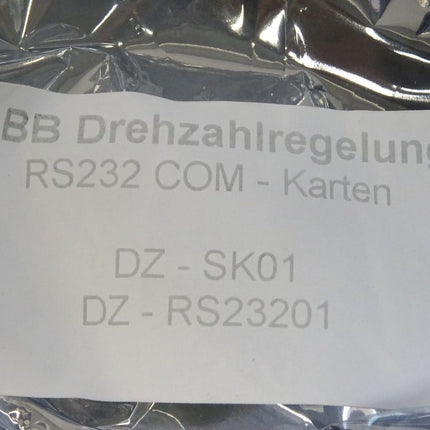 BB Drehzahlregelung
RS232 COM - Karten
DZ - SK01
DZ - RS23201